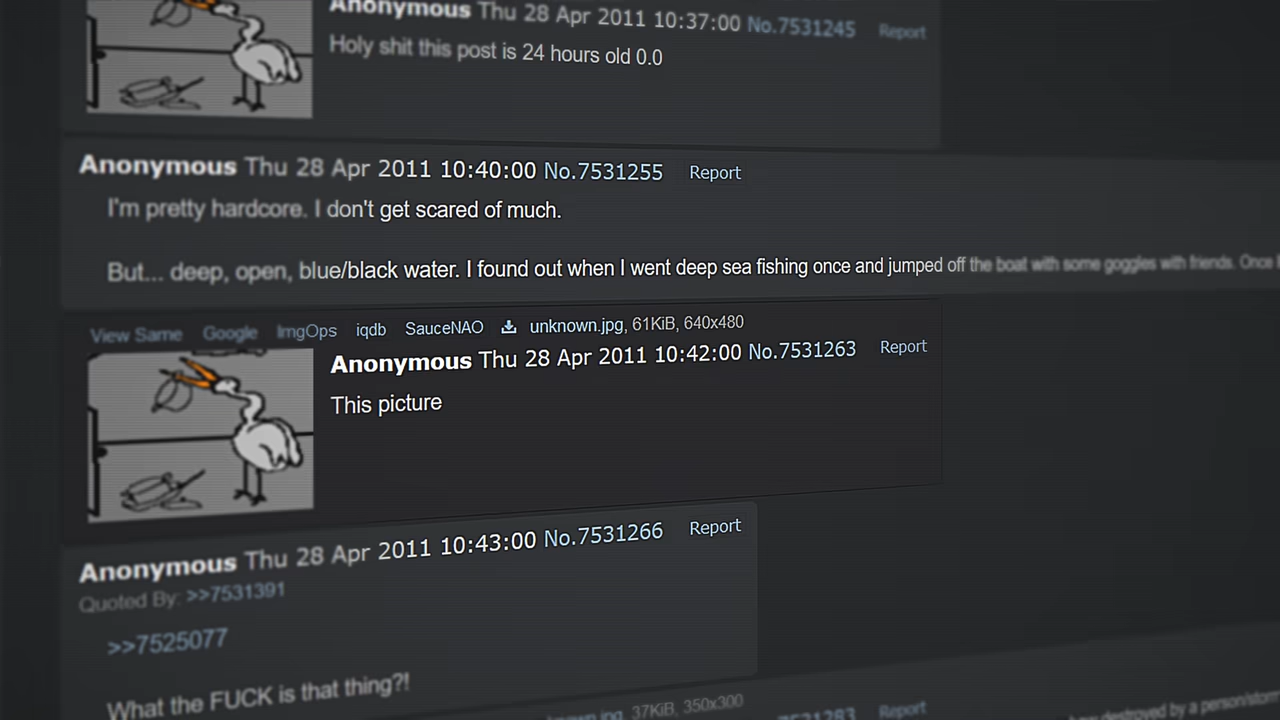 Anonymous Thu 28 Apr 2011 10:37:00 No.7531245 Report
Holy shit this post is 24 hours old 0.0
Anonymous Thu 28 Apr 2011 10:40:00 No.7531255 Report
I'm pretty hardcore. I don't get scared of much.
But... deep, open, blue/black water. I found out when I went deep sea fishing once and jumped off the boat with some goggles with friends. Once
View Same Google ImgOps iqdb SauceNAO unknown.jpg, 61KiB, 640x480
Anonymous Thu 28 Apr 2011 10:42:00 No.7531263 Report
This picture
Anonymous Thu 28 Apr 2011 10:43:00 No.7531266 Report
Quoted By: >>7531391
>>7525077
What the FUCK is that thing?!
37KiB, 350x300
7531283 Report
destroyed by a person/storm